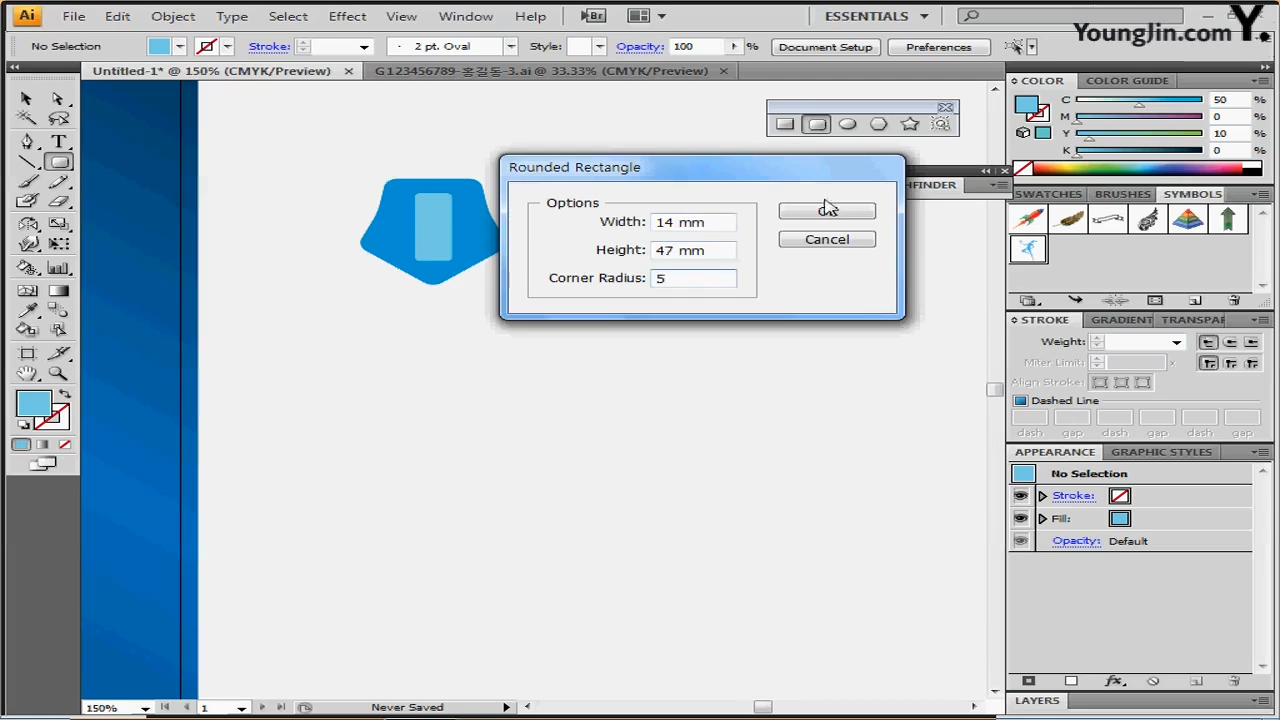 Ai File Edit Object Type Select Effect View Window Help Br ESSENTIALS
YoungJin.com Y.
No Selection Stroke: 2 pt. Oval Style: Opacity: 100 % Document Setup Preferences
Untitled-1* @ 150% (CMYK/Preview) × G123456789-홍길동-3.ai @ 33.33% (CMYK/Preview) ×
COLOR COLOR GUIDE
C 50 %
M 0 %
Y 10 %
K 0 %
Rounded Rectangle
Options
Width: 14 mm
Height: 47 mm
Corner Radius: 5
Cancel
FINDER
SWATCHES BRUSHES SYMBOLS
STROKE GRADIENT TRANSPAR
Weight:
Miter Limit: x
Align Stroke:
Dashed Line
dash gap dash gap dash gap
APPEARANCE GRAPHIC STYLES
No Selection
Stroke:
Fill:
Opacity: Default
fx
LAYERS
150% 1 Never Saved